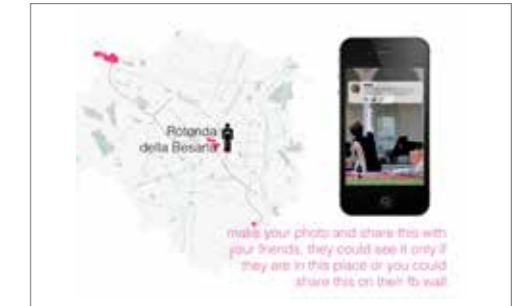 Rotonda
della Besana
make your photo and share this with
your friends, they could see it only if
they are in this place or you could
share this on their fb wall